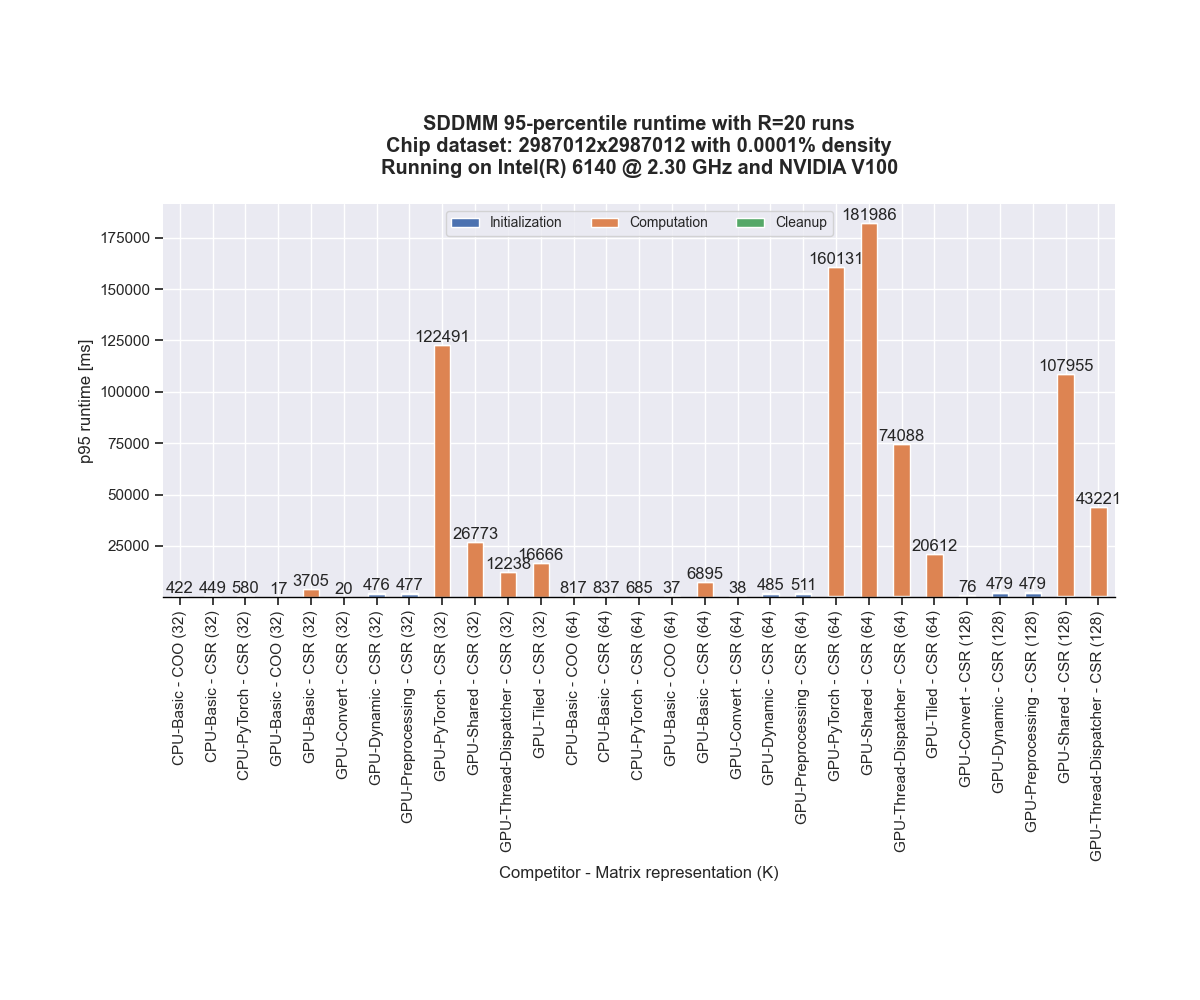 SDDMM 95-percentile runtime with R=20 runs
Chip dataset: 2987012x2987012 with 0.0001% density
Running on Intel(R) 6140 @ 2.30 GHz and NVIDIA V100
Initialization Computation Cleanup
p95 runtime [ms]
175000
150000
125000
100000
75000
50000
25000
422 449 580 17 3705 20 476 477 122491 26773 12238 16666 817 837 685 37 6895 38 485 511 160131 181986 74088 20612 76 479 479 107955 43221
CPU-Basic - COO (32)
CPU-Basic - CSR (32)
CPU-PyTorch - CSR (32)
GPU-Basic - COO (32)
GPU-Basic - CSR (32)
GPU-Convert - CSR (32)
GPU-Dynamic - CSR (32)
GPU-Preprocessing - CSR (32)
GPU-PyTorch - CSR (32)
GPU-Shared - CSR (32)
GPU-Thread-Dispatcher - CSR (32)
GPU-Tiled - CSR (32)
CPU-Basic - COO (64)
CPU-Basic - CSR (64)
CPU-PyTorch - CSR (64)
GPU-Basic - COO (64)
GPU-Basic - CSR (64)
GPU-Convert - CSR (64)
GPU-Dynamic - CSR (64)
GPU-Preprocessing - CSR (64)
GPU-PyTorch - CSR (64)
GPU-Shared - CSR (64)
GPU-Thread-Dispatcher - CSR (64)
GPU-Tiled - CSR (64)
GPU-Convert - CSR (128)
GPU-Dynamic - CSR (128)
GPU-Preprocessing - CSR (128)
GPU-Shared - CSR (128)
GPU-Thread-Dispatcher - CSR (128)
Competitor - Matrix representation (K)